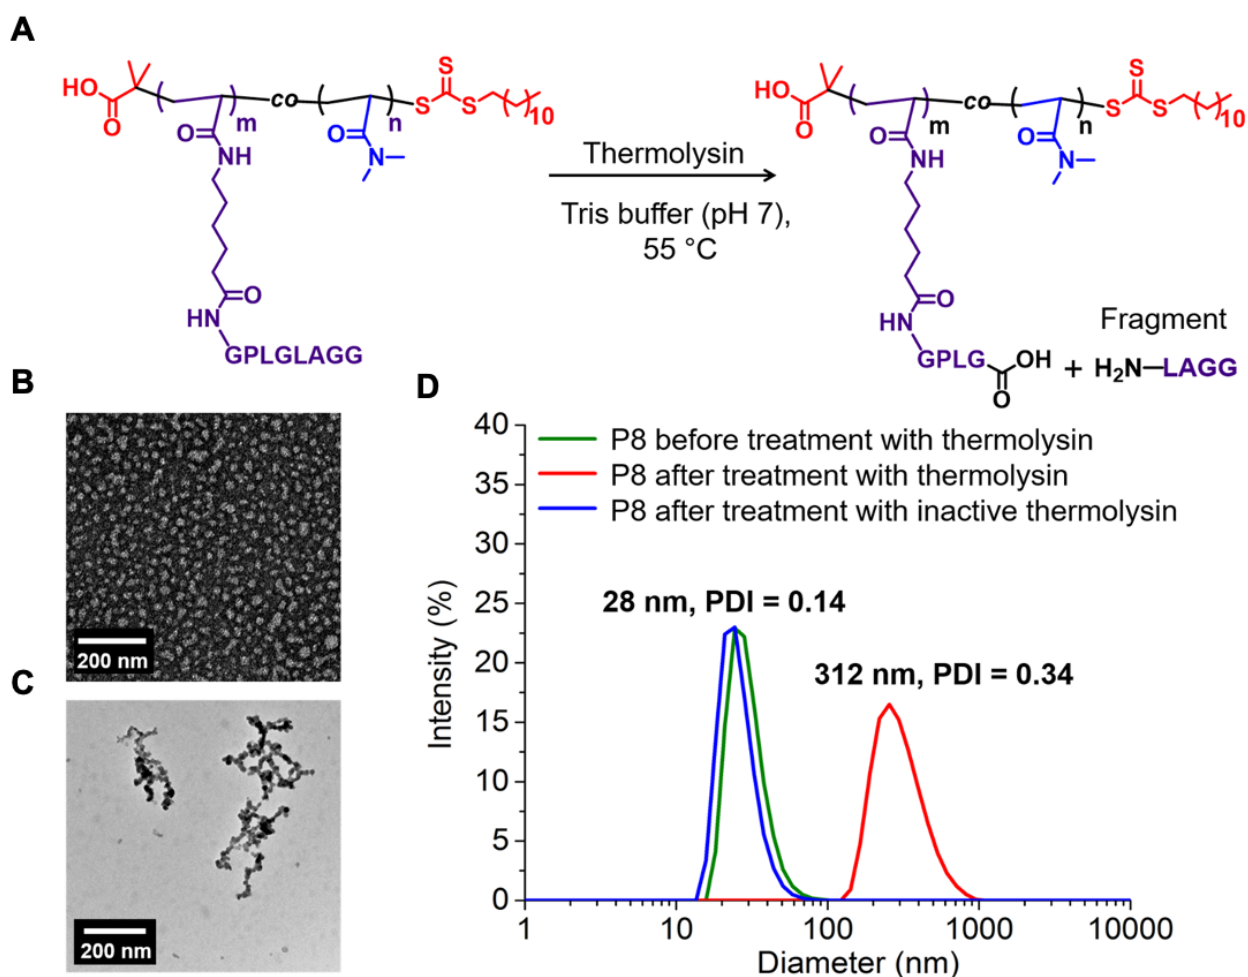 A
HO
O
m
co
n
S
S
S
10
O
NH
O
N
O
HN
GPLGLAGG
Thermolysin
Tris buffer (pH 7),
55 °C
HO
O
m
co
n
S
S
S
10
O
NH
O
N
O
HN
GPLG
OH
O
+
Fragment
H2N—LAGG
B
200 nm
C
200 nm
D
P8 before treatment with thermolysin
P8 after treatment with thermolysin
P8 after treatment with inactive thermolysin
28 nm, PDI = 0.14
312 nm, PDI = 0.34
Intensity (%)
40
35
30
25
20
15
10
5
0
1
10
100
1000
10000
Diameter (nm)